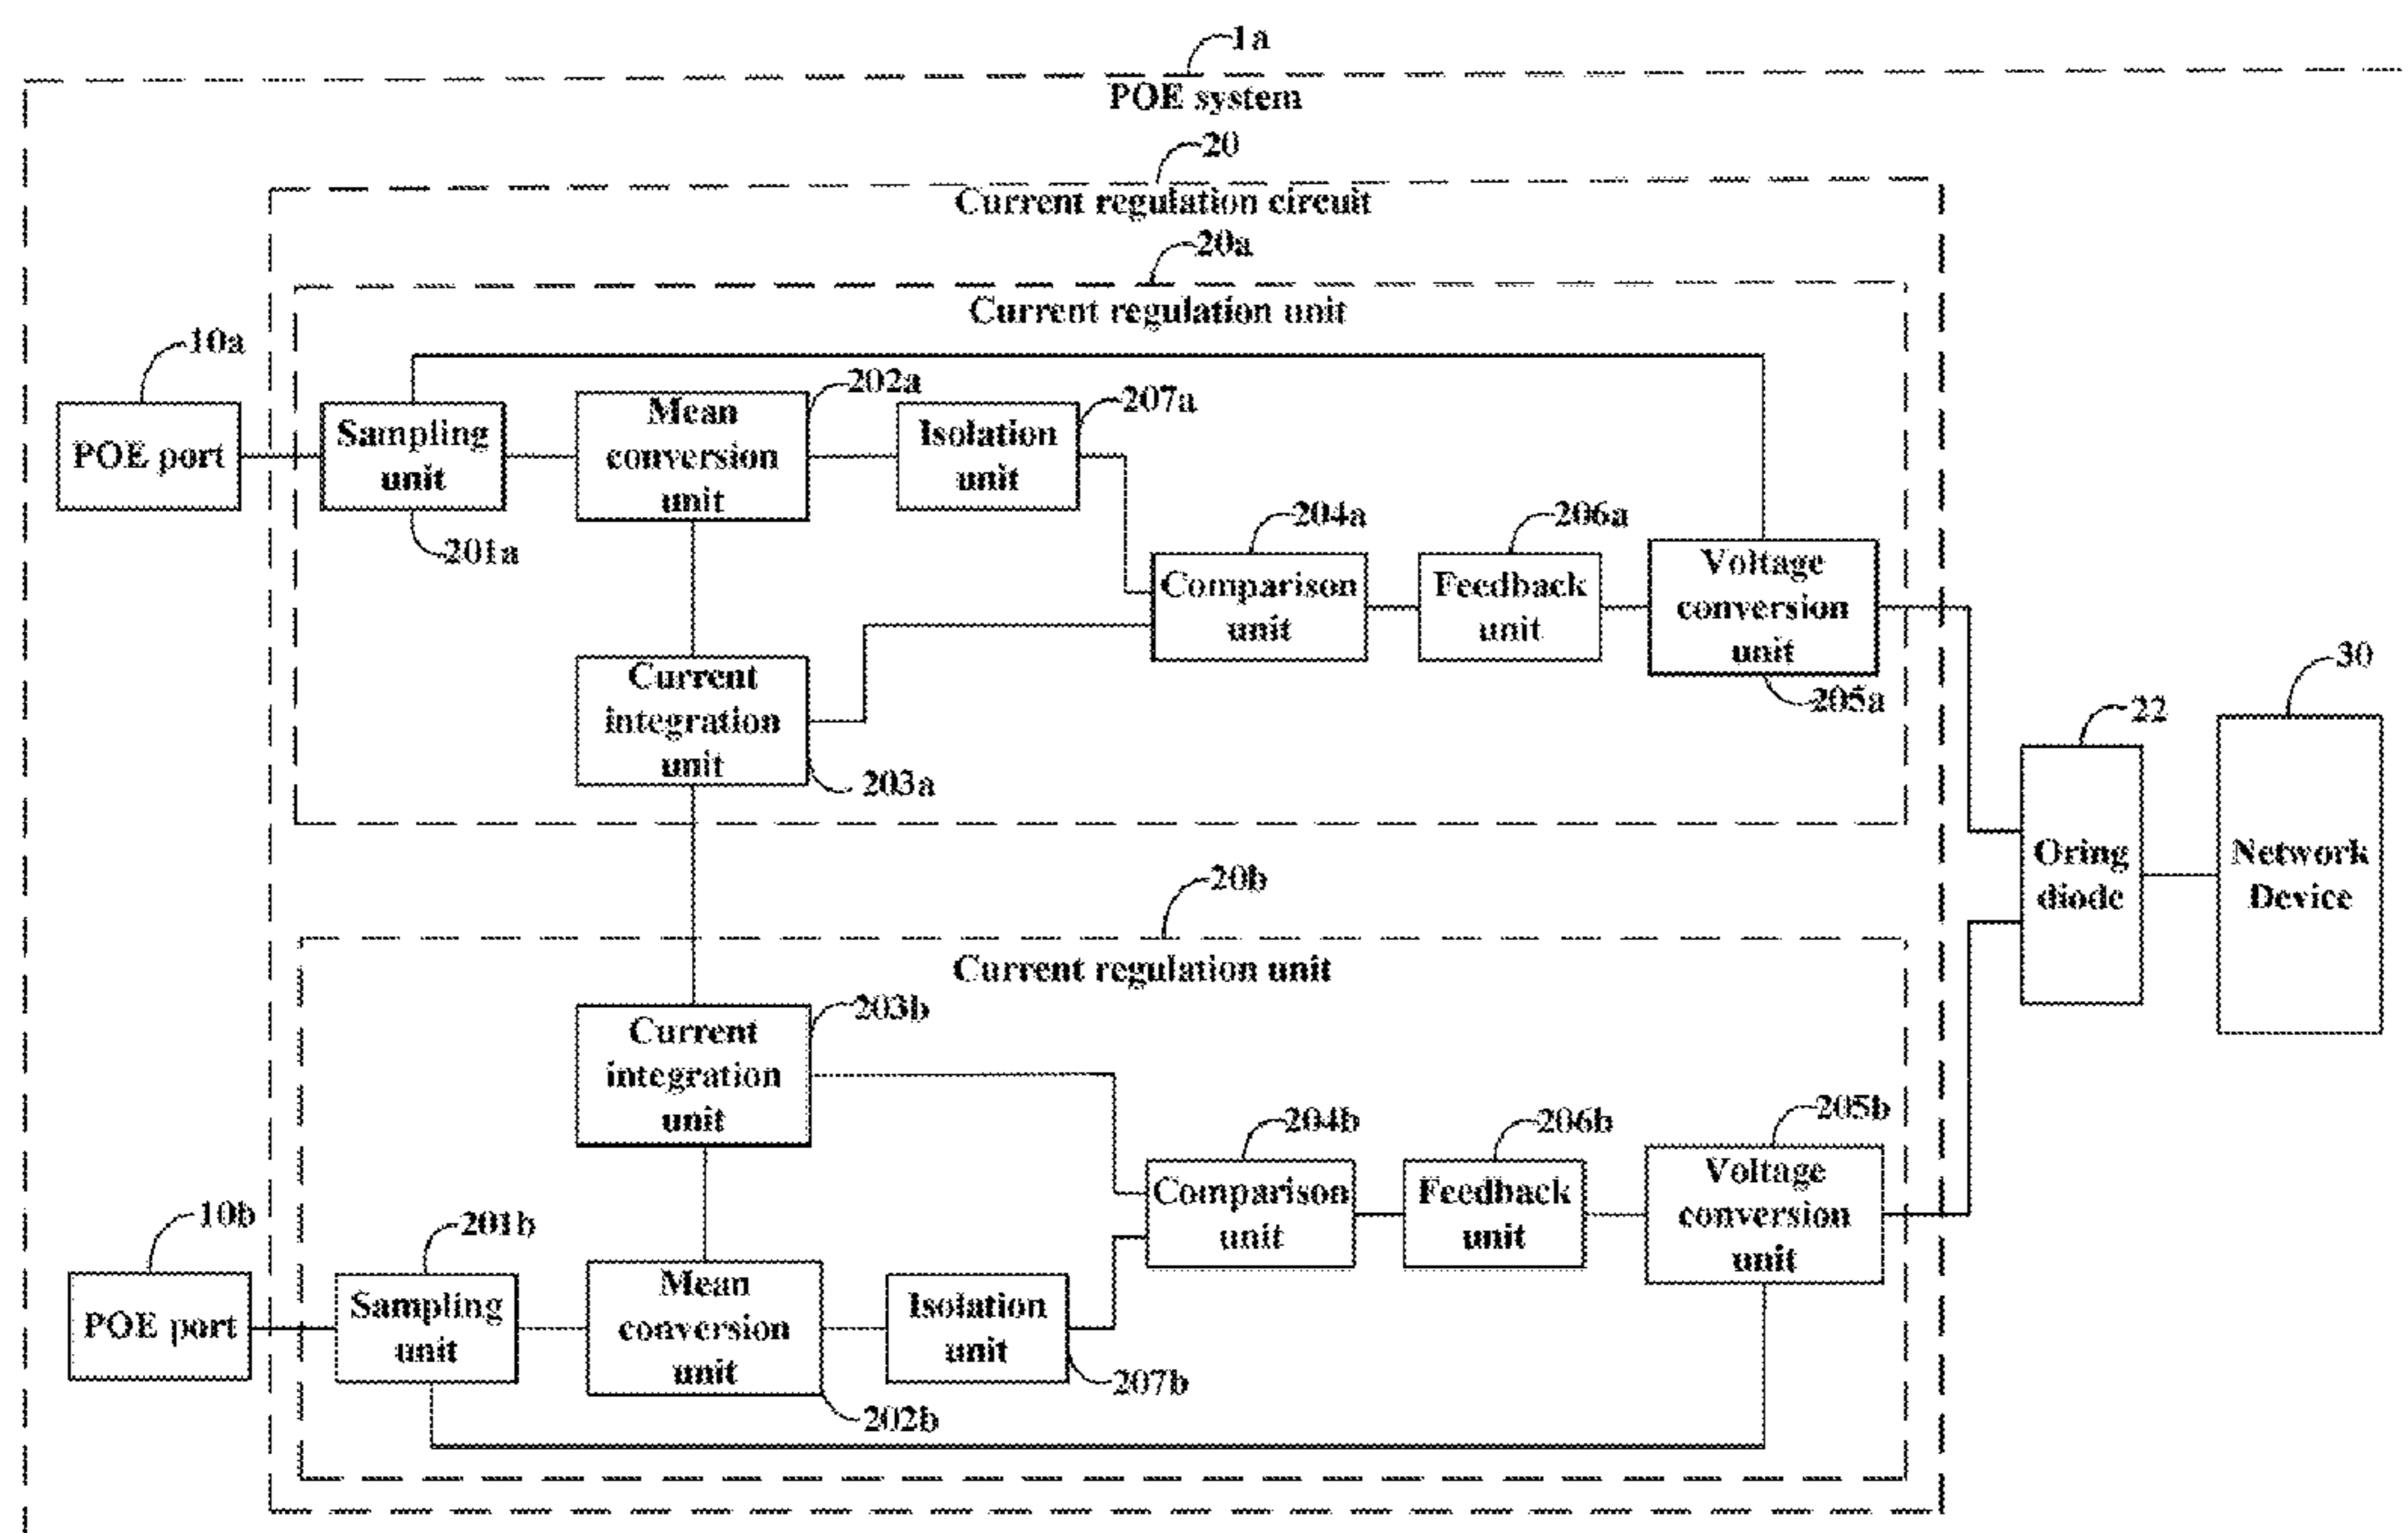 1a
POE system
20
Current regulation circuit
20a
Current regulation unit
10a
POE port
Sampling
unit
201a
202a
Mean
conversion
unit
207a
Isolation
unit
204a
Comparison
unit
206a
Feedback
unit
Voltage
conversion
unit
205a
Current
integration
unit
203a
22
Oring
diode
30
Network
Device
20b
Current regulation unit
203b
Current
integration
unit
204b
Comparison
unit
206b
Feedback
unit
205b
Voltage
conversion
unit
10b
POE port
201b
Sampling
unit
Mean
conversion
unit
202b
Isolation
unit
207b